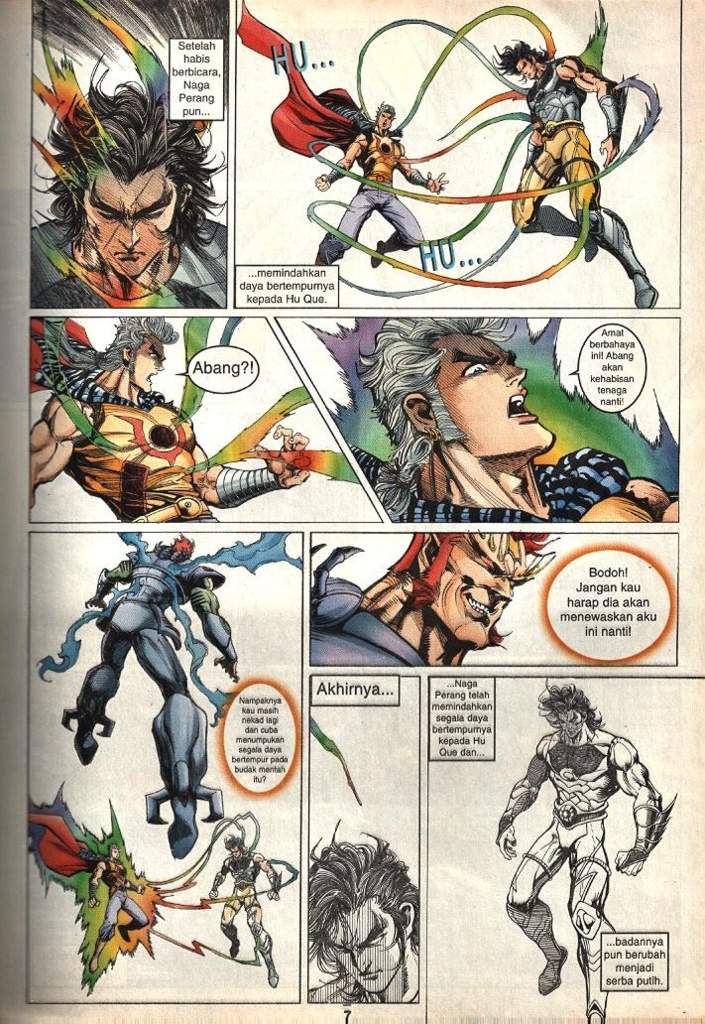 Setelah
habis
berbicara,
Naga
Perang
pun...
HU...
HU...
...memindahkan
daya bertempurnya
kepada Hu Que.
Abang?!
Amat
berbahaya
ini! Abang
akan
kehabisan
tenaga
nanti!
Nampaknya
kau masih
nekad lagi
dan cuba
menumpukan
segala daya
bertempur pada
budak mentah
itu?
Bodoh!
Jangan kau
harap dia akan
menewaskan aku
ini nanti!
Akhirnya...
...Naga
Perang telah
memindahkan
segala daya
bertempurnya
kepada Hu
Que dan...
...badannya
pun berubah
menjadi
serba putih.
7